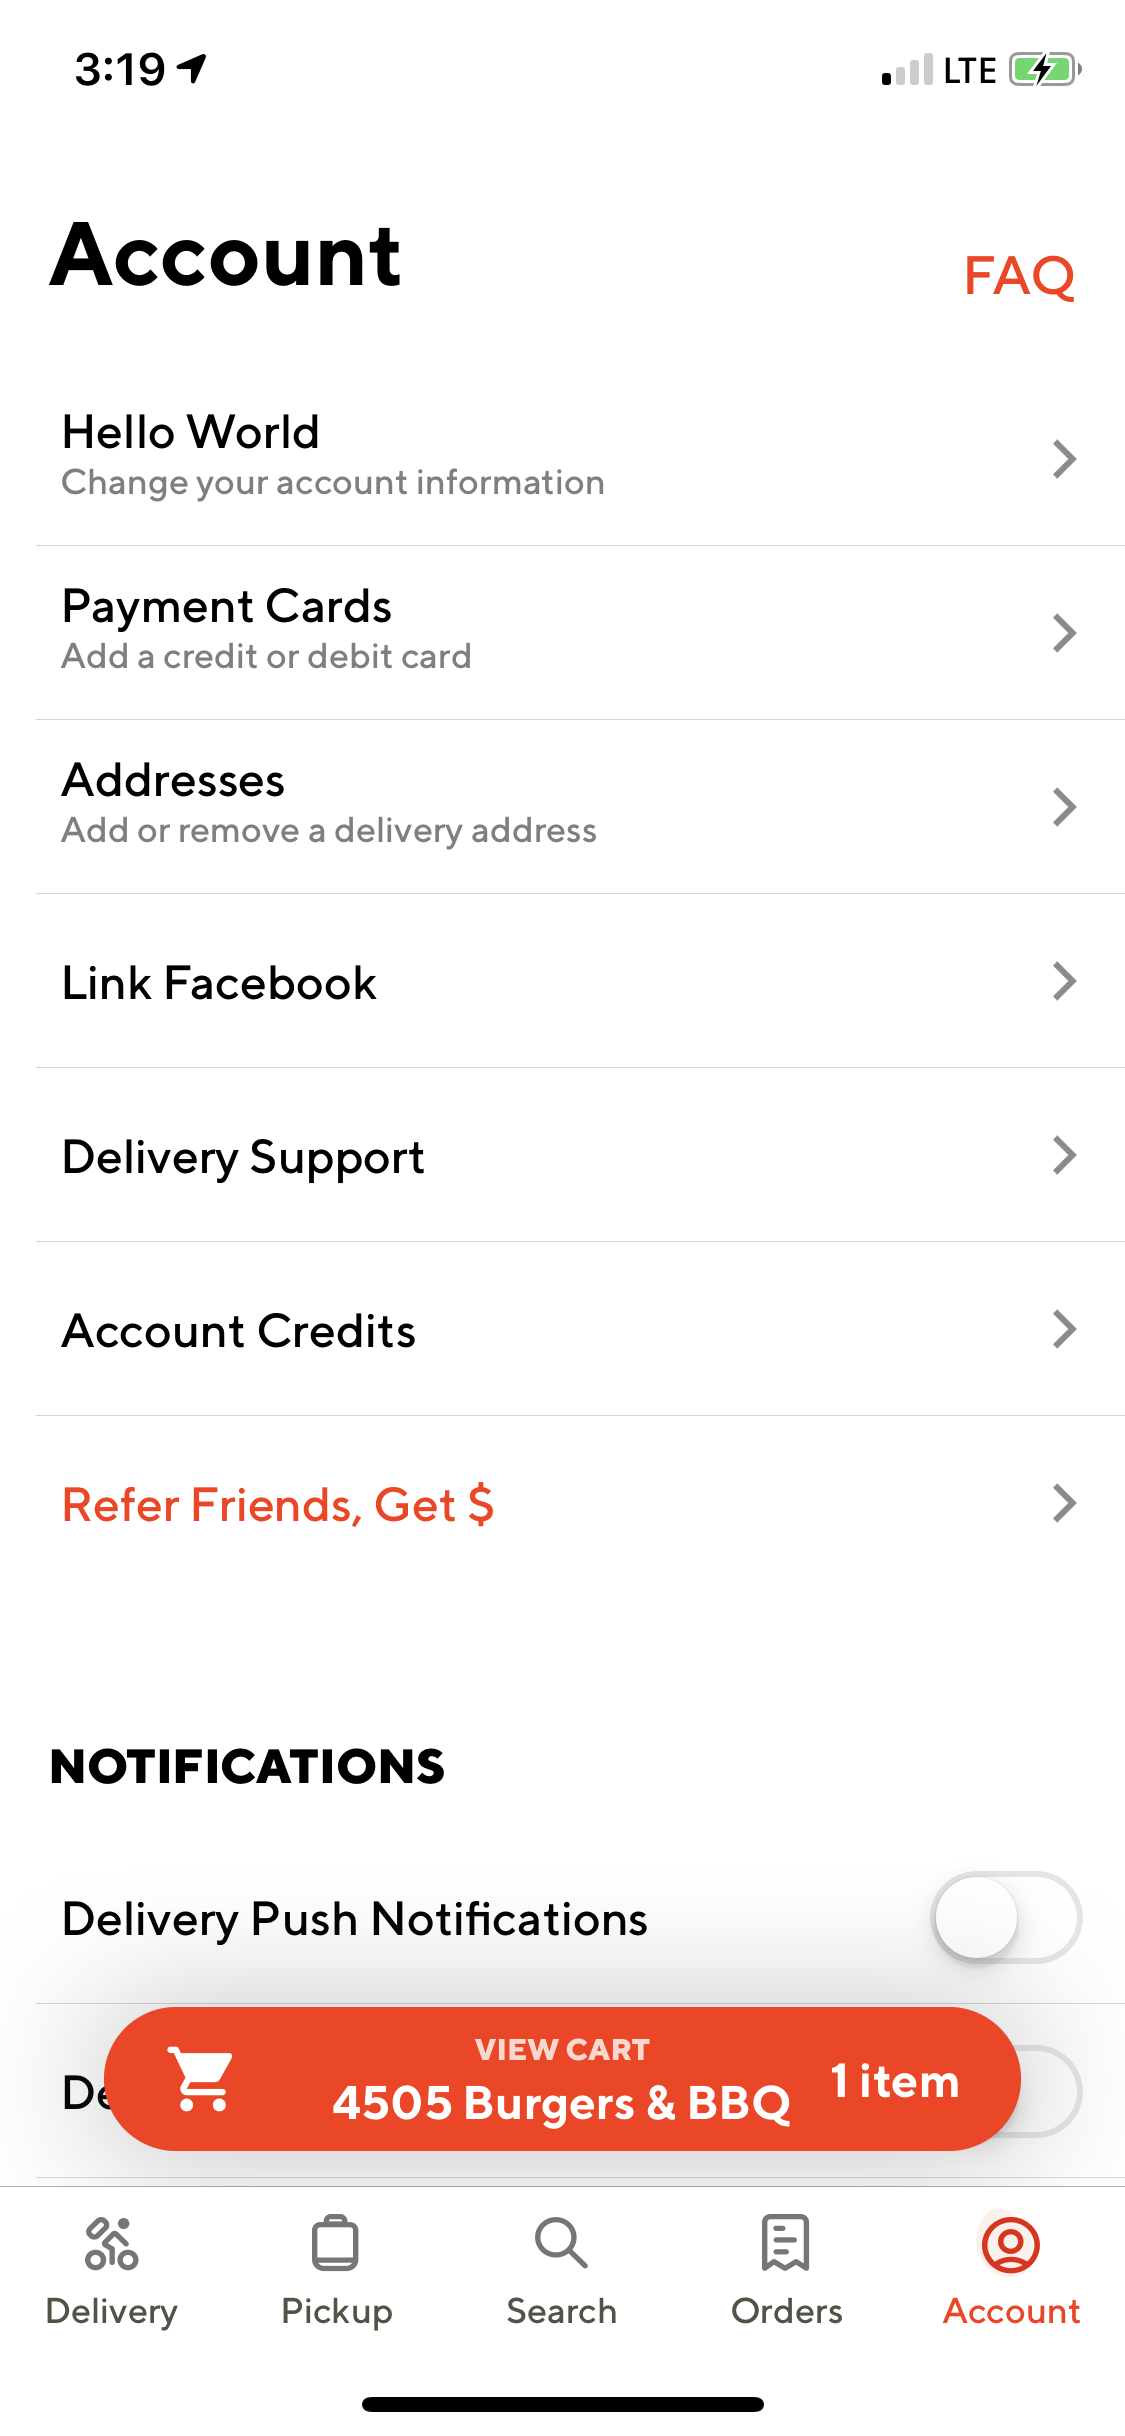 3:19
LTE
Account
FAQ
Hello World
Change your account information
Payment Cards
Add a credit or debit card
Addresses
Add or remove a delivery address
Link Facebook
Delivery Support
Account Credits
Refer Friends, Get $
NOTIFICATIONS
Delivery Push Notifications
VIEW CART
4505 Burgers & BBQ
1 item
Delivery
Pickup
Search
Orders
Account